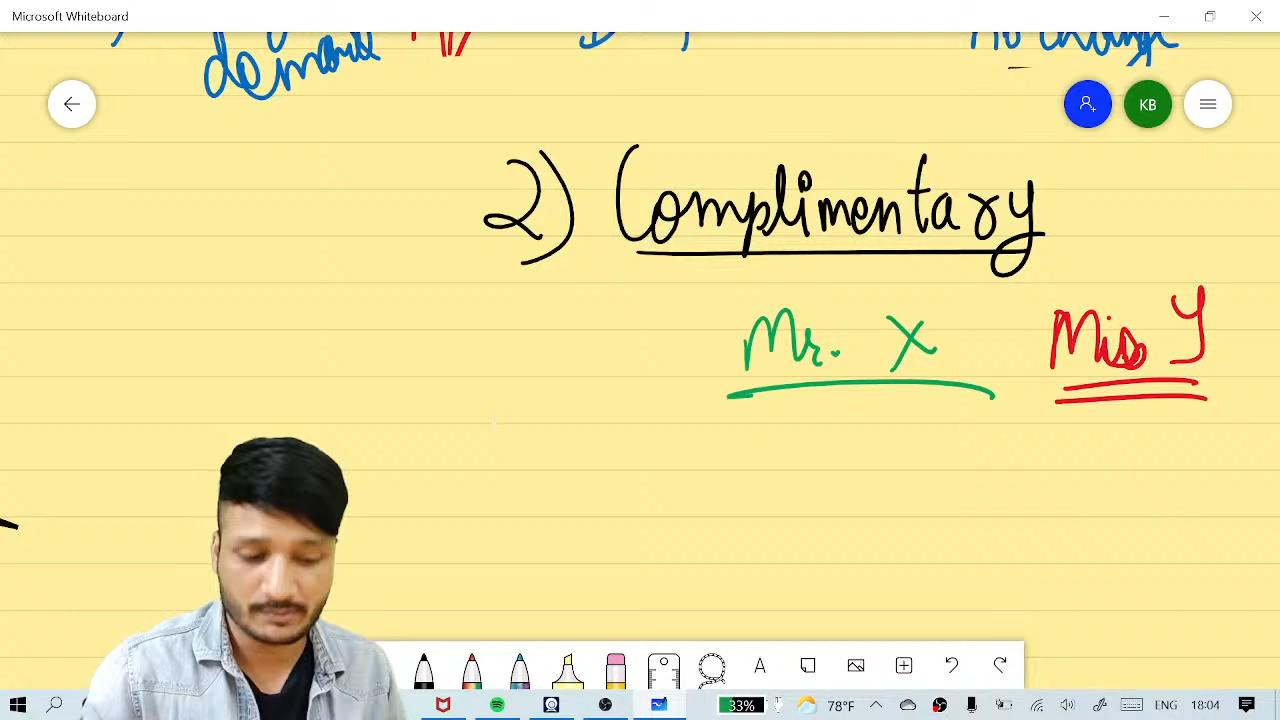 Microsoft Whiteboard
demand
no change
KB
2) Complimentary
Mr. X Miss Y
A
33% 78°F ENG 18:04